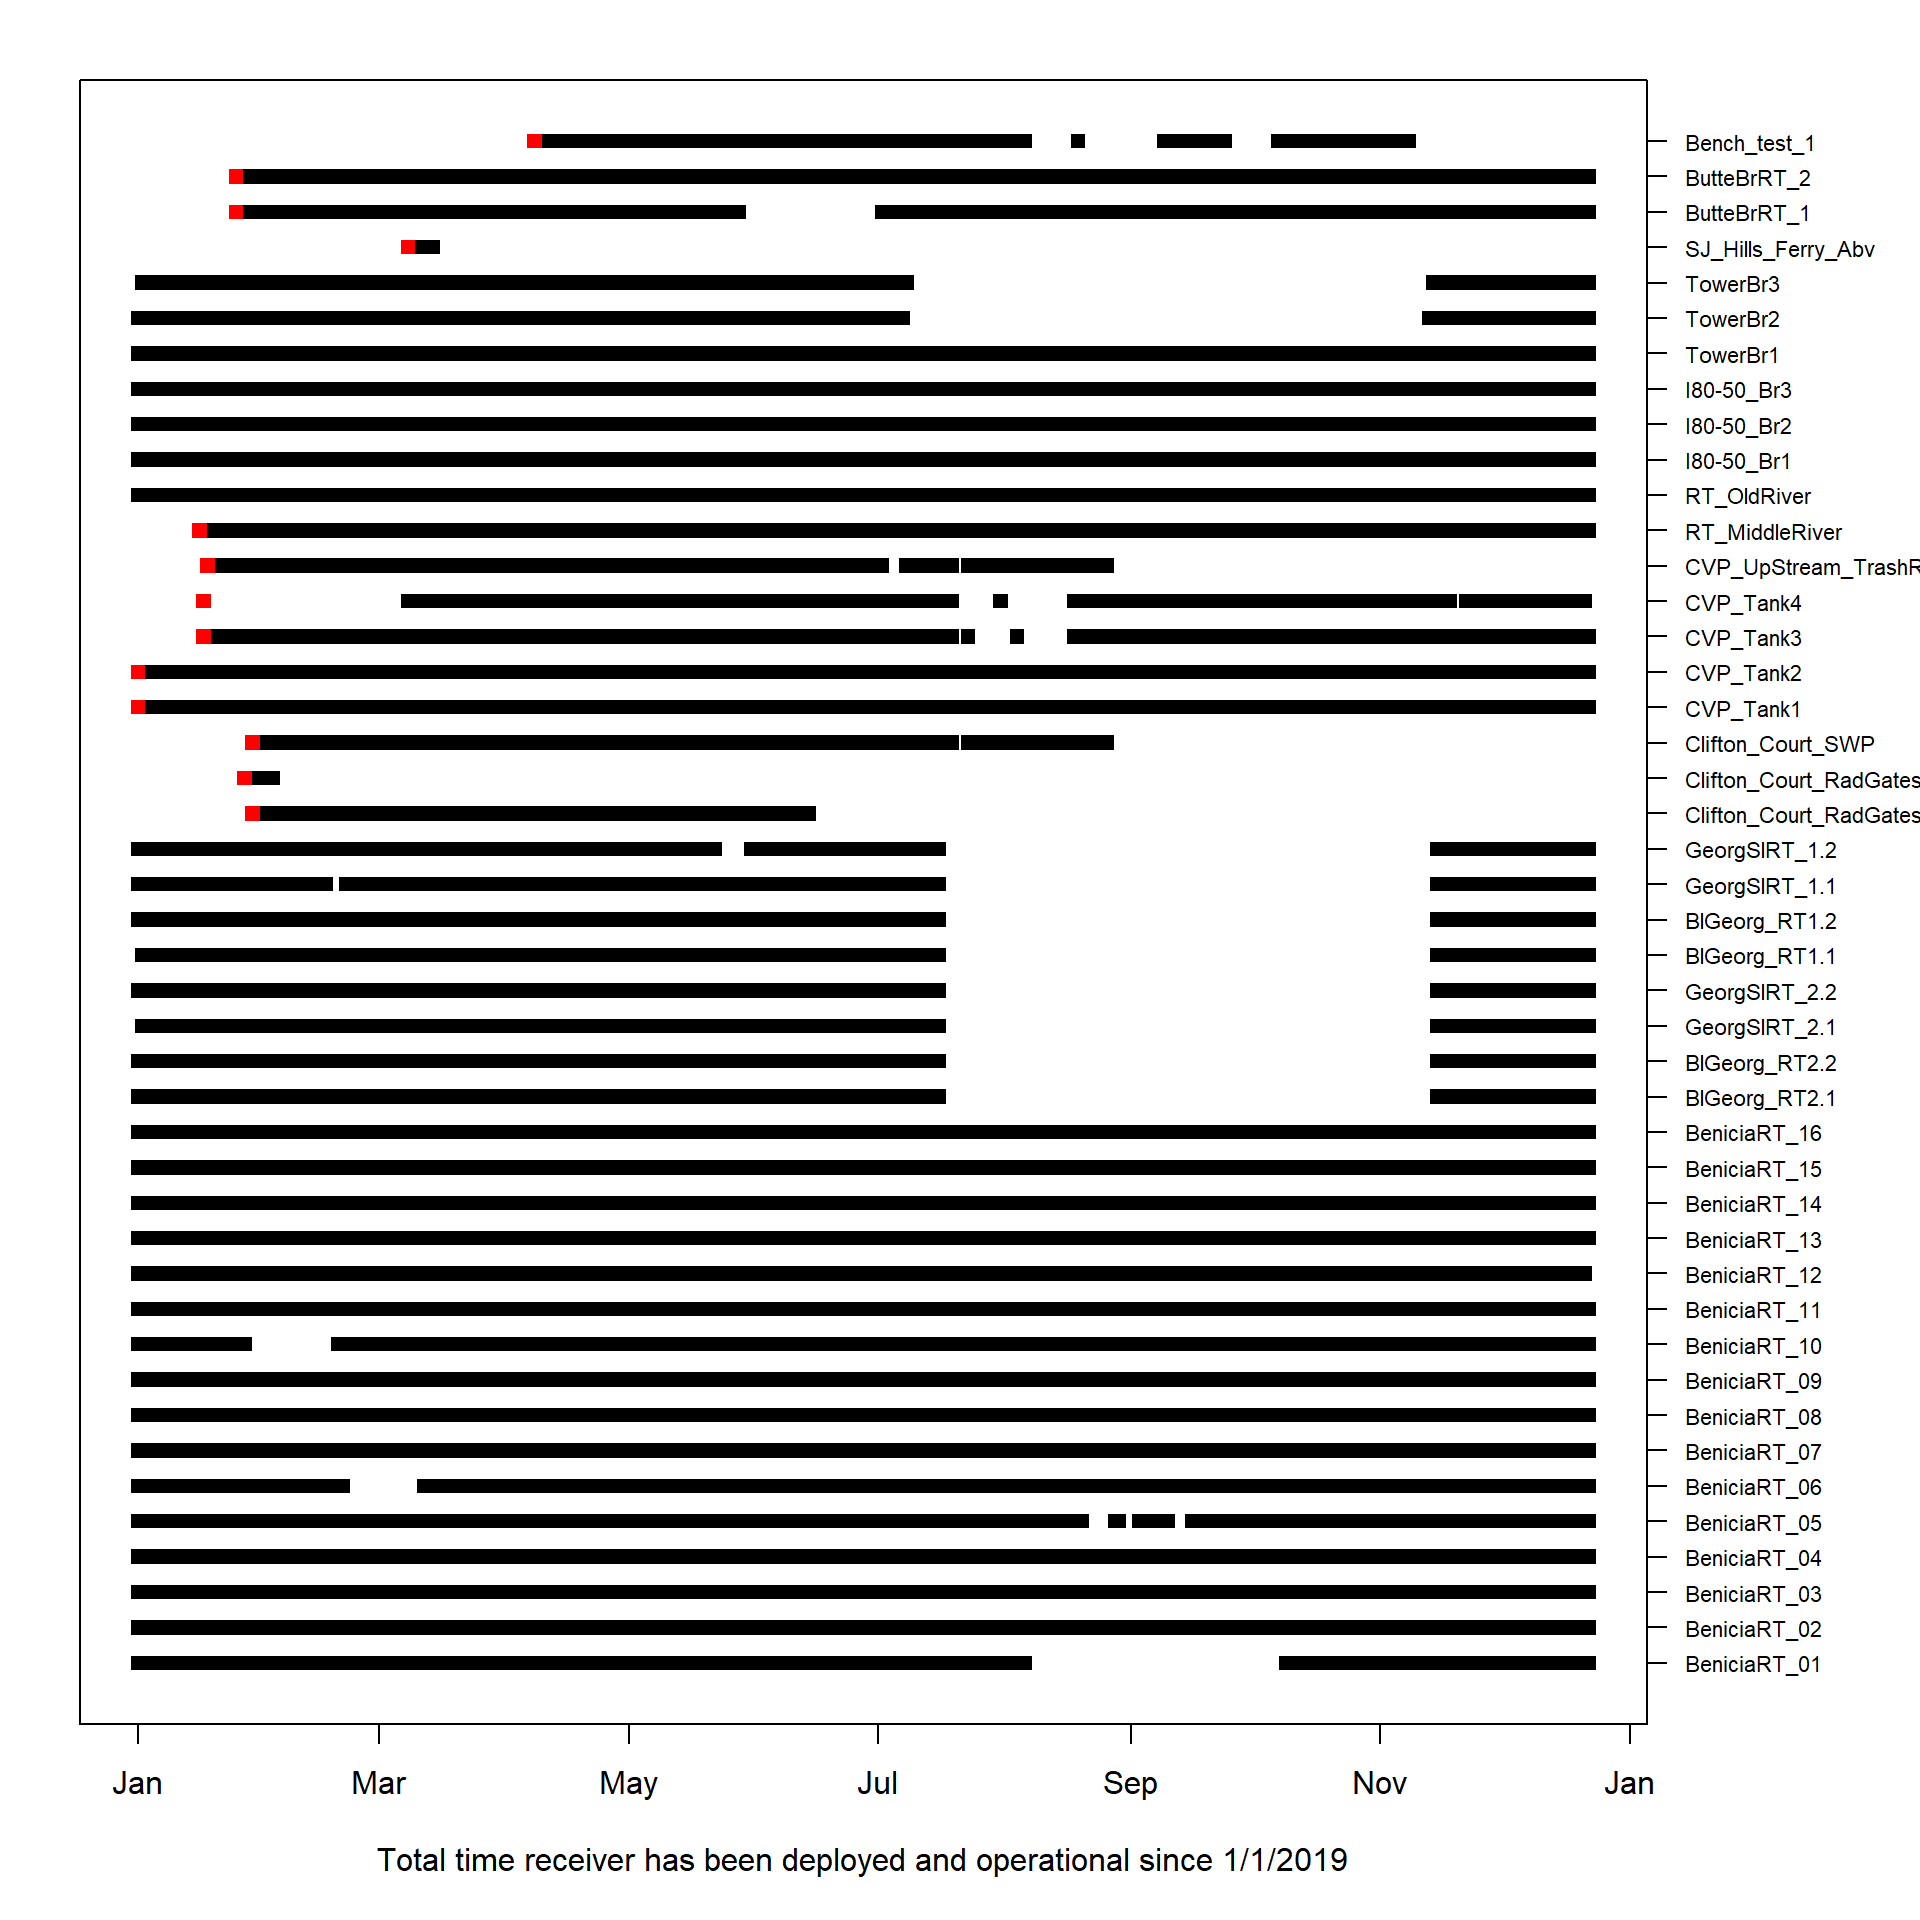 Bench_test_1
ButteBrRT_2
ButteBrRT_1
SJ_Hills_Ferry_Abv
TowerBr3
TowerBr2
TowerBr1
I80-50_Br3
I80-50_Br2
I80-50_Br1
RT_OldRiver
RT_MiddleRiver
CVP_UpStream_TrashR
CVP_Tank4
CVP_Tank3
CVP_Tank2
CVP_Tank1
Clifton_Court_SWP
Clifton_Court_RadGates
Clifton_Court_RadGates
GeorgSlRT_1.2
GeorgSlRT_1.1
BlGeorg_RT1.2
BlGeorg_RT1.1
GeorgSlRT_2.2
GeorgSlRT_2.1
BlGeorg_RT2.2
BlGeorg_RT2.1
BeniciaRT_16
BeniciaRT_15
BeniciaRT_14
BeniciaRT_13
BeniciaRT_12
BeniciaRT_11
BeniciaRT_10
BeniciaRT_09
BeniciaRT_08
BeniciaRT_07
BeniciaRT_06
BeniciaRT_05
BeniciaRT_04
BeniciaRT_03
BeniciaRT_02
BeniciaRT_01
Jan Mar May Jul Sep Nov Jan
Total time receiver has been deployed and operational since 1/1/2019